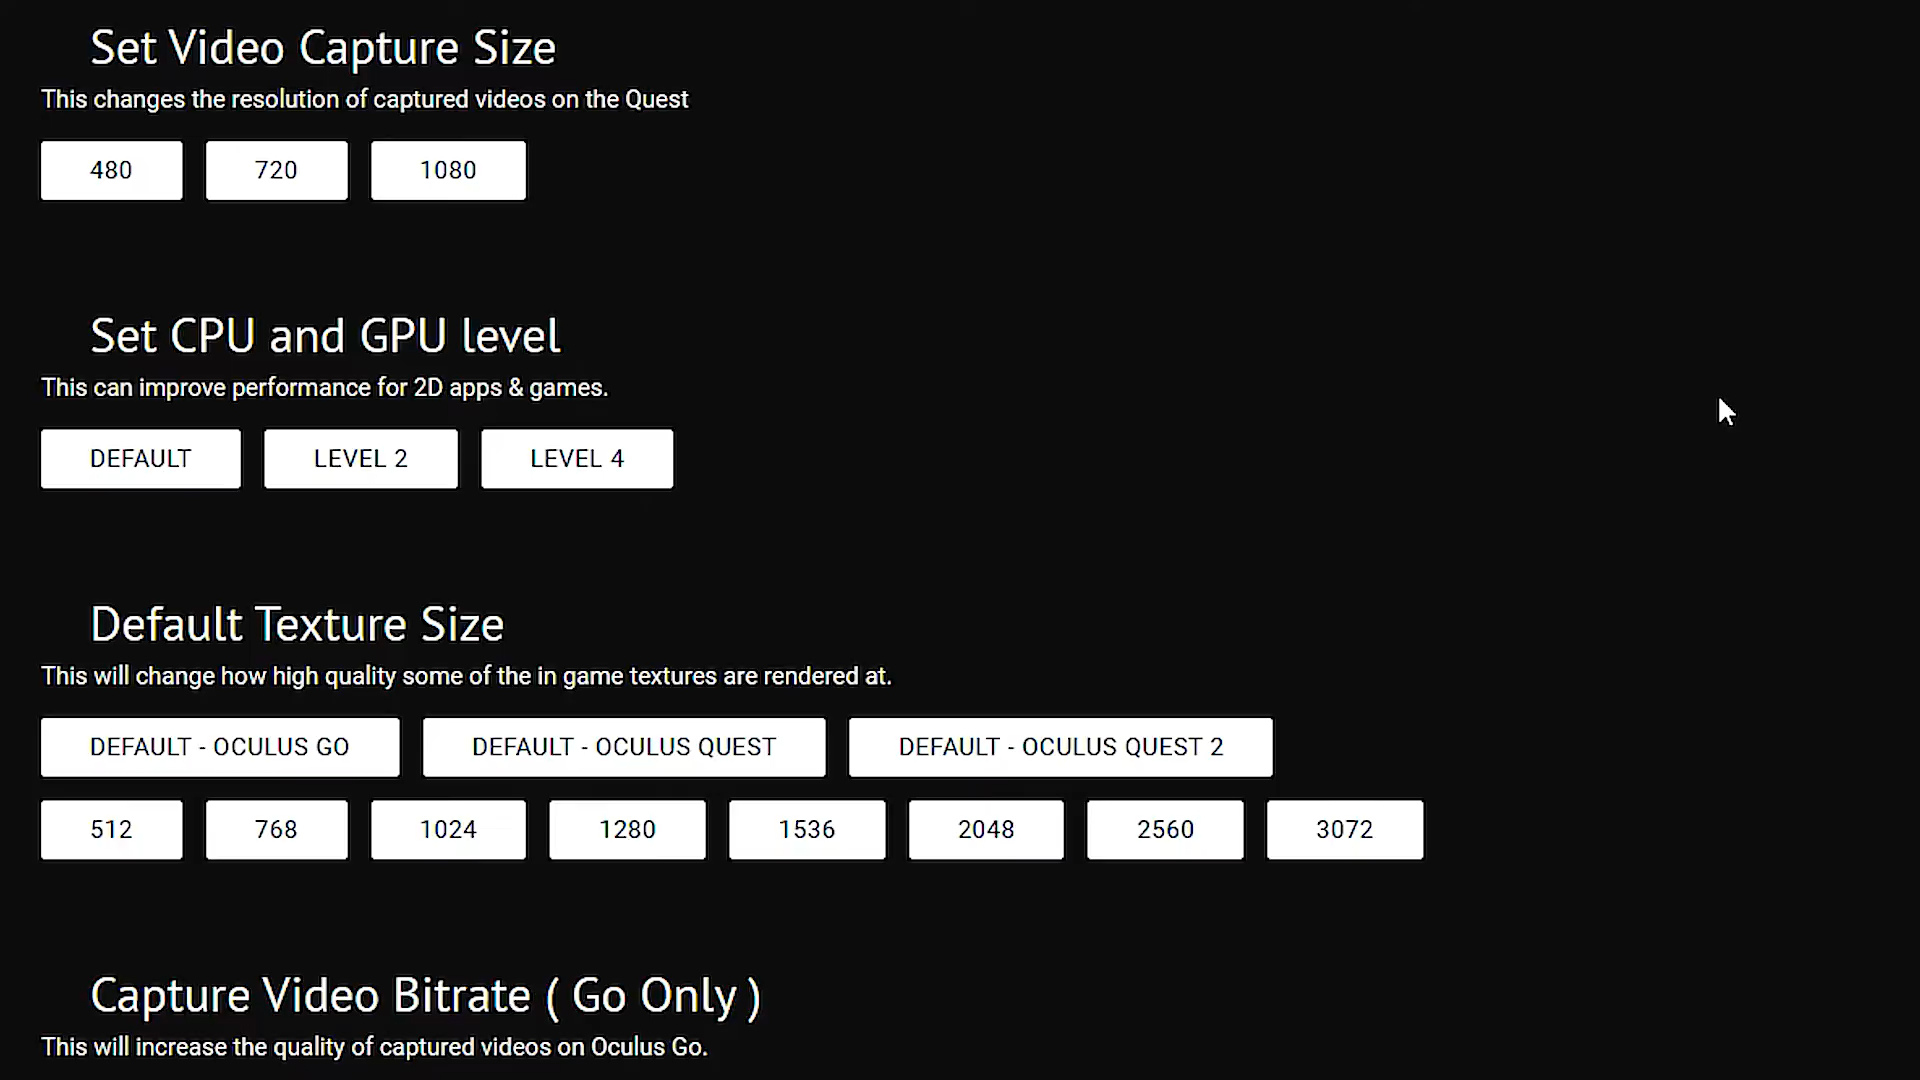 Set Video Capture Size
This changes the resolution of captured videos on the Quest
480 720 1080
Set CPU and GPU level
This can improve performance for 2D apps & games.
DEFAULT LEVEL 2 LEVEL 4
Default Texture Size
This will change how high quality some of the in game textures are rendered at.
DEFAULT - OCULUS GO DEFAULT - OCULUS QUEST DEFAULT - OCULUS QUEST 2
512 768 1024 1280 1536 2048 2560 3072
Capture Video Bitrate ( Go Only )
This will increase the quality of captured videos on Oculus Go.